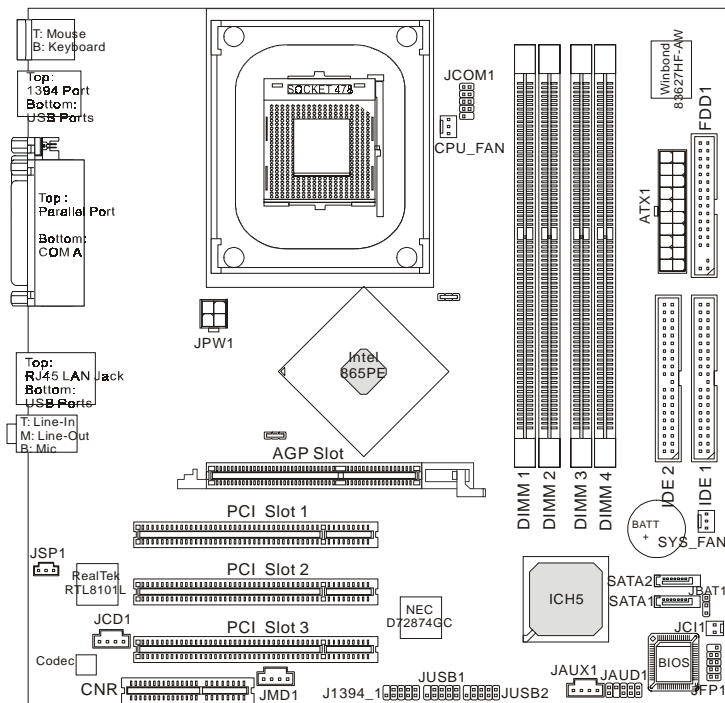 T: Mouse
B: Keyboard
Top:
1394 Port
Bottom:
USB Ports
SOCKET 478
JCOM1
CPU_FAN
Winbond
83627HF-AW
FDD1
ATX1
Top :
Parallel Port
Bottom:
COM A
JPW1
Intel
865PE
Top:
RJ45 LAN Jack
Bottom:
USB Ports
T: Line-In
M: Line-Out
B: Mic
AGP Slot
DIMM 1
DIMM 2
DIMM 3
DIMM 4
IDE 2
IDE 1
BATT
+
SYS_FAN
PCI Slot 1
JSP1
RealTek
RTL8101L
PCI Slot 2
NEC
D72874GC
ICH5
SATA2
SATA1
JBAT1
JCD1
PCI Slot 3
JCI1
Codec
BIOS
CNR
JMD1
J1394_1
JUSB1
JUSB2
JAUX1
JAUD1
JFP1